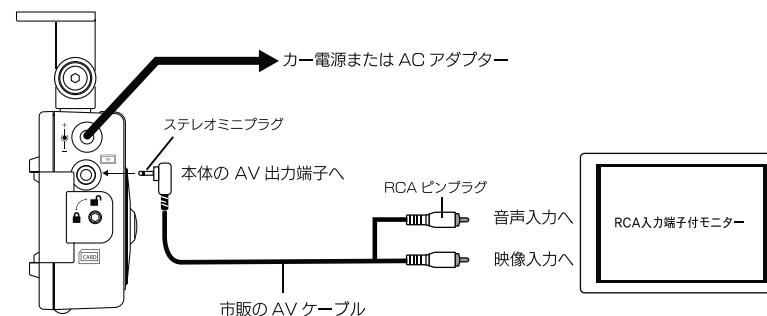 カー電源または AC アダプター
ステレオミニプラグ
本体の AV 出力端子へ
RCA ピンプラグ
音声入力へ
RCA入力端子付モニター
映像入力へ
市販の AV ケーブル
+
-
TV
CARD